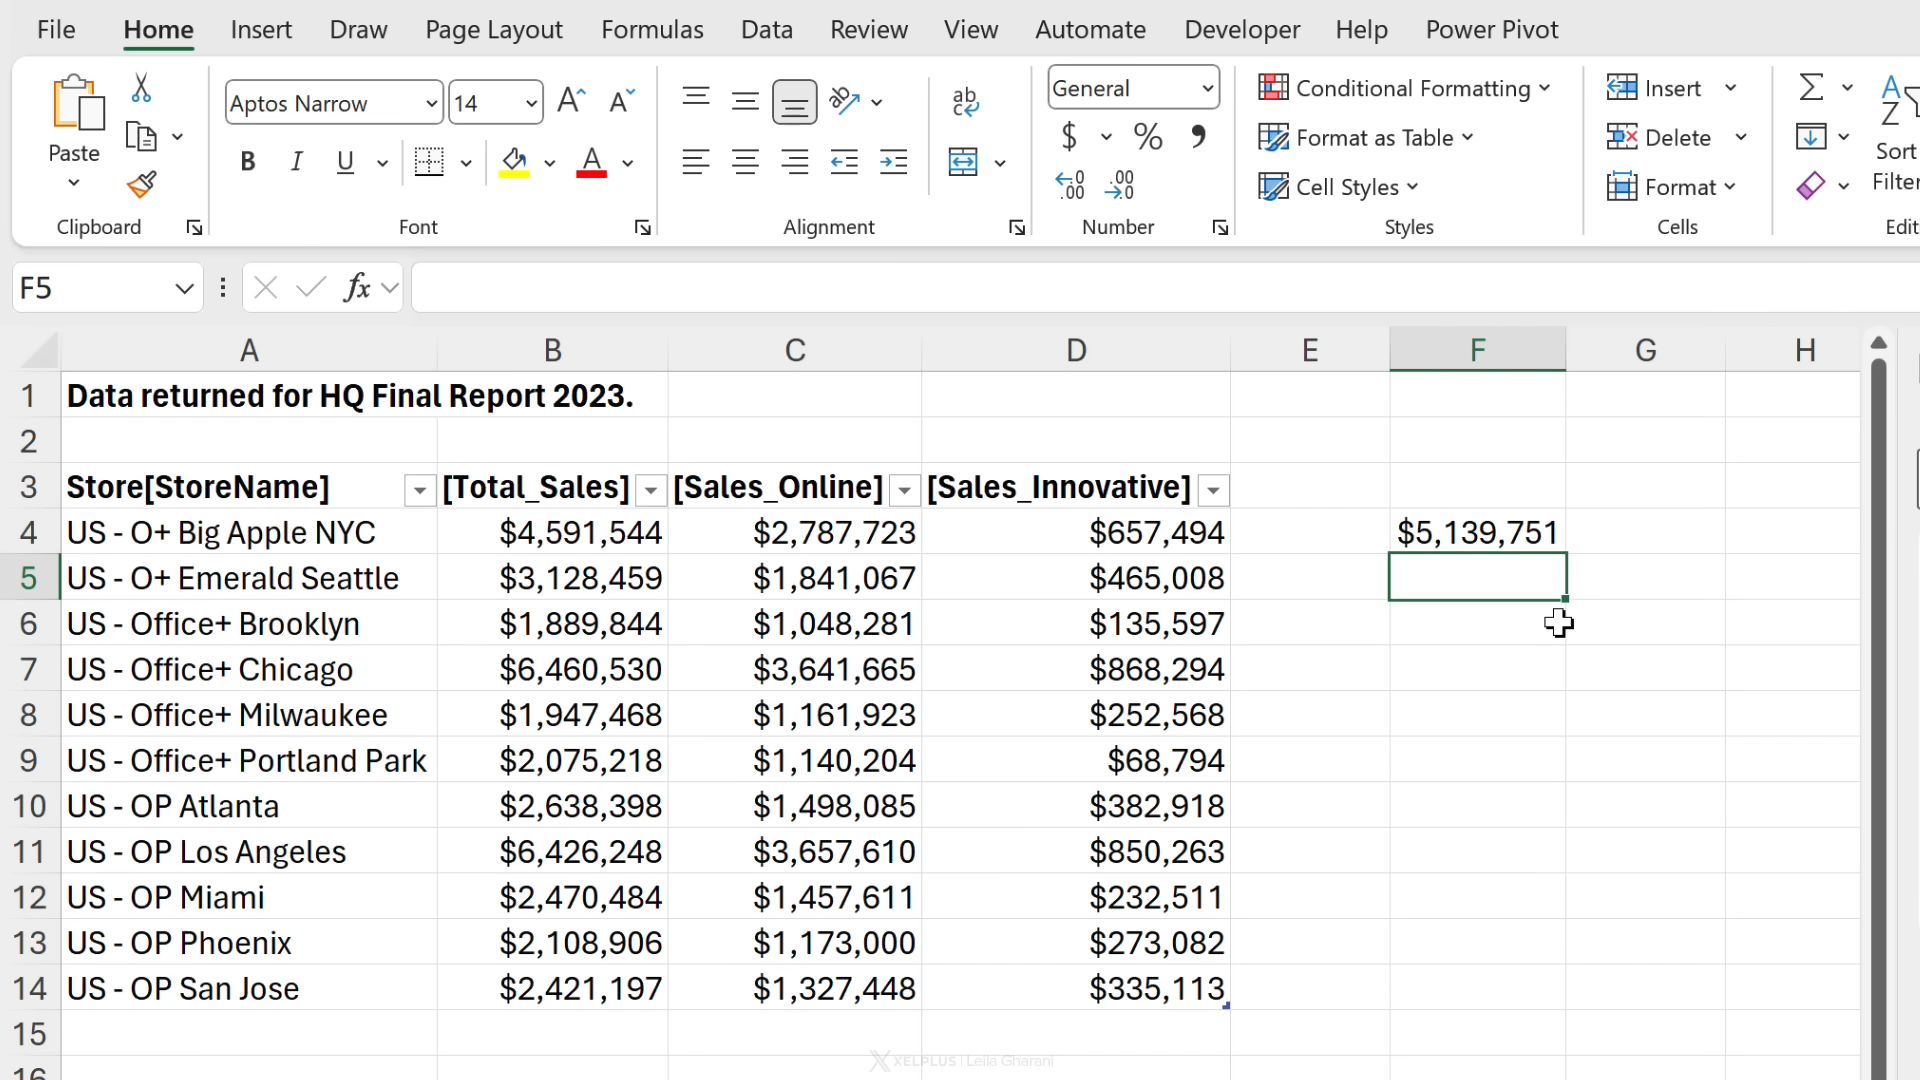 File Home Insert Draw Page Layout Formulas Data Review View Automate Developer Help Power Pivot
Paste
Clipboard
Aptos Narrow 14
B I U A
Font
ab
Alignment
General
$ % ,
Number
Conditional Formatting
Format as Table
Cell Styles
Styles
Insert
Delete
Format
Cells
Sort
F5 fx
A B C D E F G H
1 Data returned for HQ Final Report 2023.
2
3 Store[StoreName] [Total_Sales] [Sales_Online] [Sales_Innovative]
4 US - O+ Big Apple NYC $4,591,544 $2,787,723 $657,494 $5,139,751
5 US - O+ Emerald Seattle $3,128,459 $1,841,067 $465,008
6 US - Office+ Brooklyn $1,889,844 $1,048,281 $135,597
7 US - Office+ Chicago $6,460,530 $3,641,665 $868,294
8 US - Office+ Milwaukee $1,947,468 $1,161,923 $252,568
9 US - Office+ Portland Park $2,075,218 $1,140,204 $68,794
10 US - OP Atlanta $2,638,398 $1,498,085 $382,918
11 US - OP Los Angeles $6,426,248 $3,657,610 $850,263
12 US - OP Miami $2,470,484 $1,457,611 $232,511
13 US - OP Phoenix $2,108,906 $1,173,000 $273,082
14 US - OP San Jose $2,421,197 $1,327,448 $335,113
15
16
XELPLUS | Leila Gharani